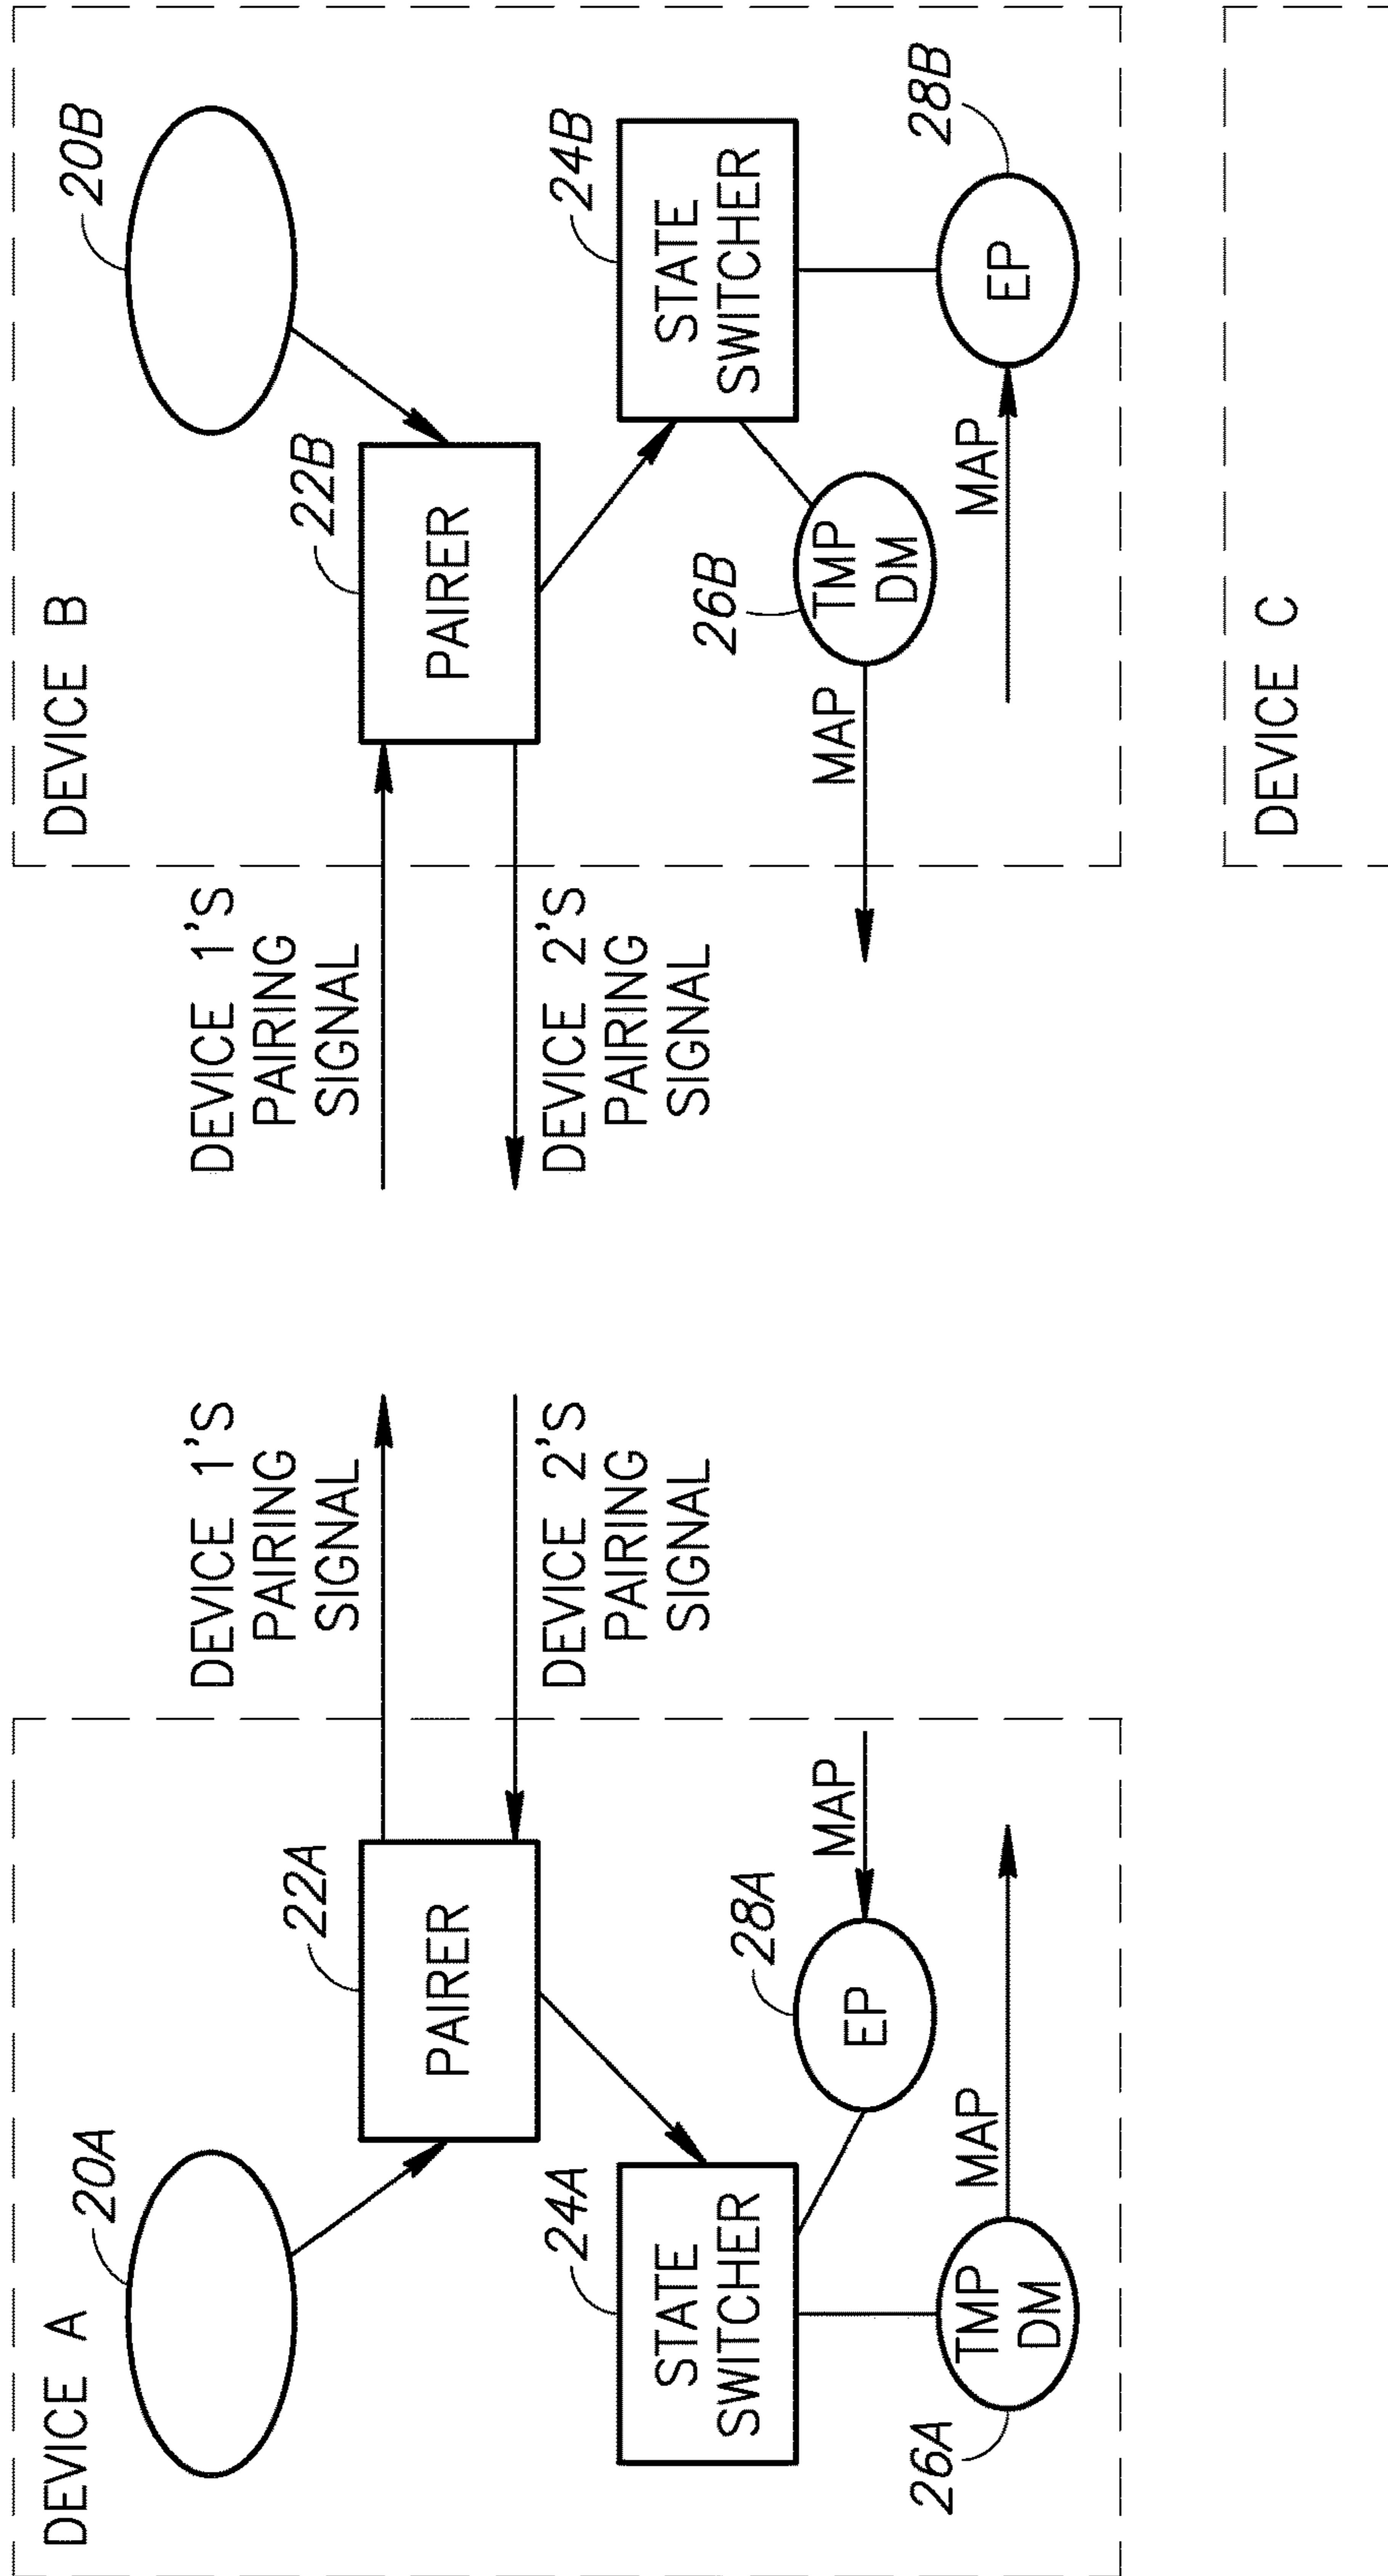 DEVICE A
20A
22A
PAIRER
24A
STATE
SWITCHER
28A
EP
MAP
26A
TMP
DM
MAP
DEVICE 1'S
PAIRING
SIGNAL
DEVICE 2'S
PAIRING
SIGNAL
DEVICE 1'S
PAIRING
SIGNAL
DEVICE 2'S
PAIRING
SIGNAL
DEVICE B
20B
22B
PAIRER
24B
STATE
SWITCHER
26B
TMP
DM
MAP
28B
EP
MAP
DEVICE C